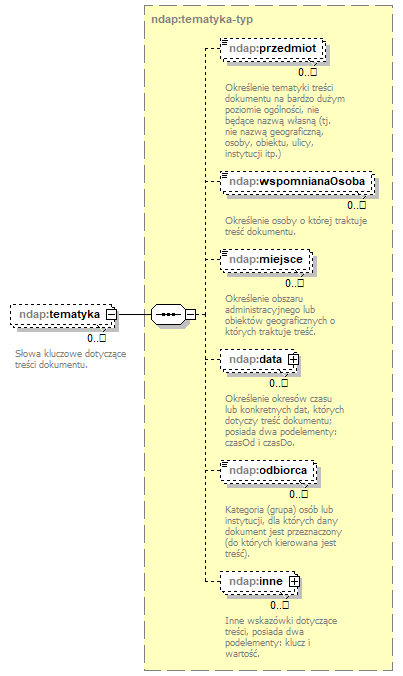 ndap:tematyka-typ
ndap:przedmiot
0..
Określenie tematyki treści
dokumentu na bardzo dużym
poziomie ogólności, nie
będące nazwą własną (tj.
nie nazwą geograficzną,
osoby, obiektu, ulicy,
instytucji itp.)
ndap:wspomnianaOsoba
0..
Określenie osoby o której traktuje
treść dokumentu.
ndap:miejsce
0..
Określenie obszaru
administracyjnego lub
obiektów geograficznych o
których traktuje treść.
ndap:tematyka
0..
Słowa kluczowe dotyczące
treści dokumentu.
ndap:data
0..
Określenie okresów czasu
lub konkretnych dat, których
dotyczy treść dokumentu;
posiada dwa podelementy:
czasOd i czasDo.
ndap:odbiorca
0..
Kategoria (grupa) osób lub
instytucji, dla których dany
dokument jest przeznaczony
(do których kierowana jest
treść).
ndap:inne
0..
Inne wskazówki dotyczące
treści, posiada dwa
podelementy: klucz i
wartość.